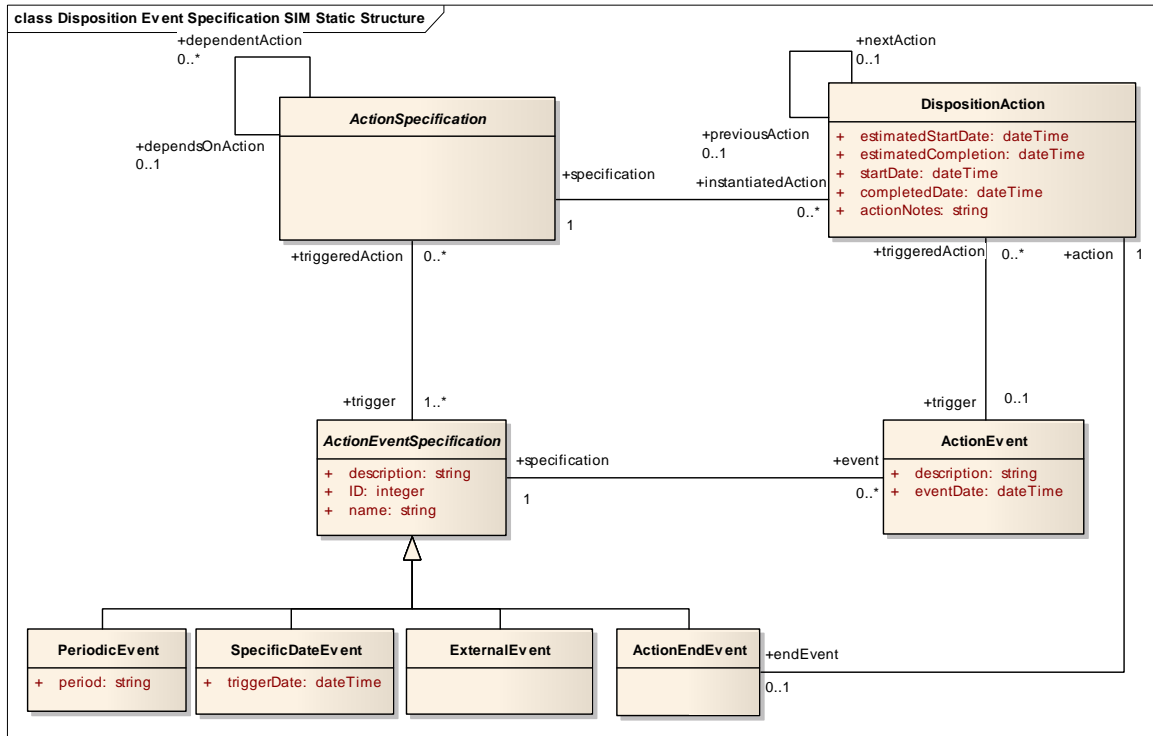 class Disposition Event Specification SIM Static Structure
+dependentAction
0..*
+dependsOnAction
0..1
ActionSpecification
+nextAction
0..1
+previousAction
0..1
DispositionAction
+ estimatedStartDate: dateTime
+ estimatedCompletion: dateTime
+ startDate: dateTime
+ completedDate: dateTime
+ actionNotes: string
+specification
1
+instantiatedAction
0..*
+triggeredAction
0..*
+triggeredAction
0..*
+action
1
+trigger
1..*
+trigger
0..1
ActionEventSpecification
+ description: string
+ ID: integer
+ name: string
+specification
1
+event
0..*
ActionEvent
+ description: string
+ eventDate: dateTime
PeriodicEvent
+ period: string
SpecificDateEvent
+ triggerDate: dateTime
ExternalEvent
ActionEndEvent
+endEvent
0..1